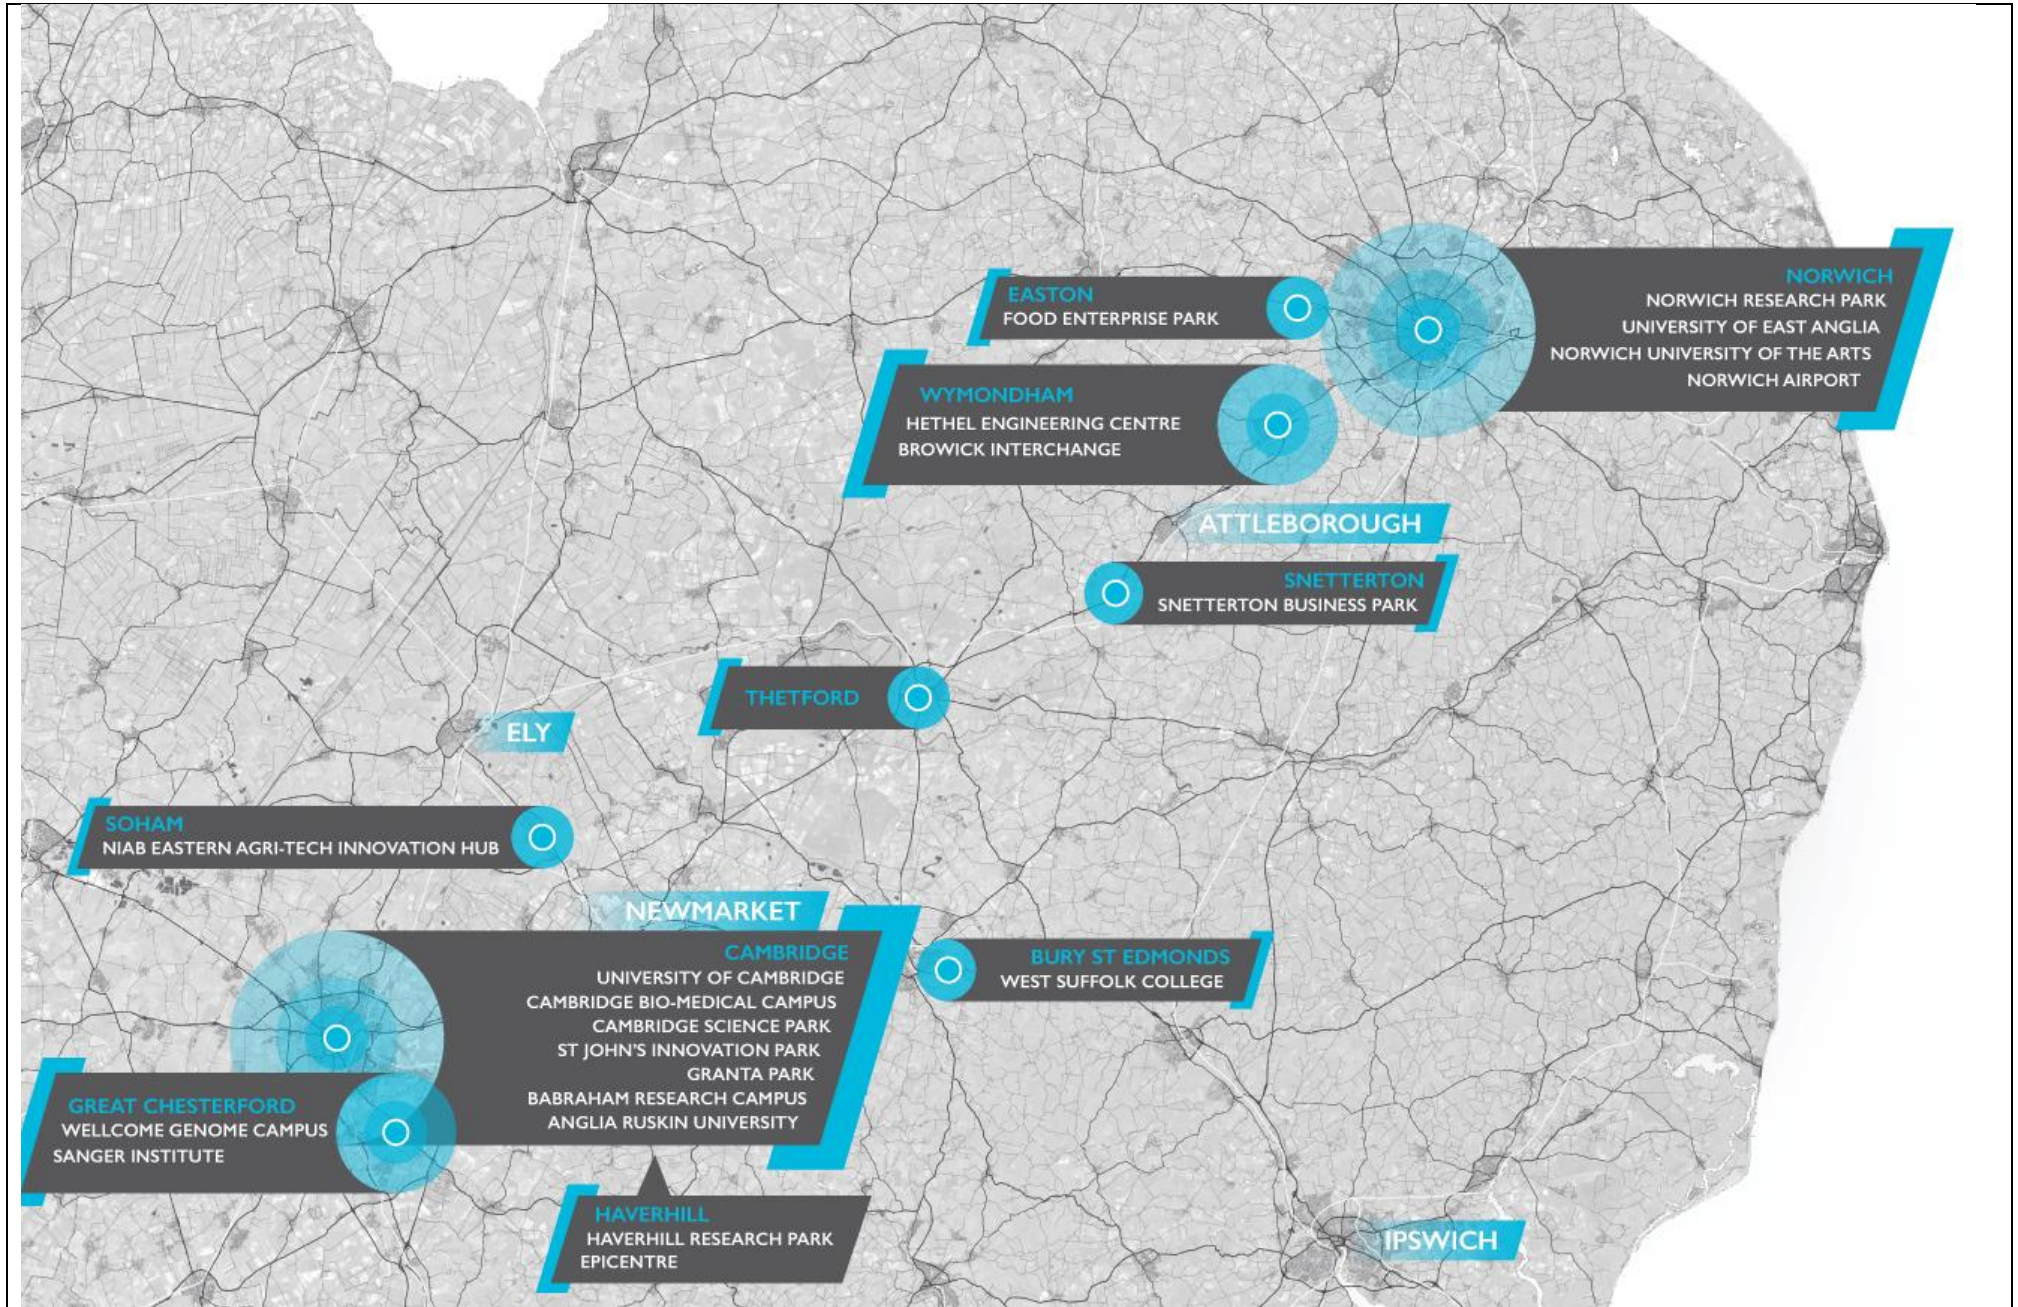 EASTON
FOOD ENTERPRISE PARK
NORWICH
NORWICH RESEARCH PARK
UNIVERSITY OF EAST ANGLIA
NORWICH UNIVERSITY OF THE ARTS
NORWICH AIRPORT
WYMONDHAM
HETHEL ENGINEERING CENTRE
BROWICK INTERCHANGE
ATTLEBOROUGH
SNETTERTON
SNETTERTON BUSINESS PARK
THETFORD
ELY
SOHAM
NIAB EASTERN AGRI-TECH INNOVATION HUB
NEWMARKET
CAMBRIDGE
UNIVERSITY OF CAMBRIDGE
CAMBRIDGE BIO-MEDICAL CAMPUS
CAMBRIDGE SCIENCE PARK
ST JOHN'S INNOVATION PARK
GRANTA PARK
BABRAHAM RESEARCH CAMPUS
ANGLIA RUSKIN UNIVERSITY
BURY ST EDMONDS
WEST SUFFOLK COLLEGE
GREAT CHESTERFORD
WELLCOME GENOME CAMPUS
SANGER INSTITUTE
HAVERHILL
HAVERHILL RESEARCH PARK
EPICENTRE
IPSWICH